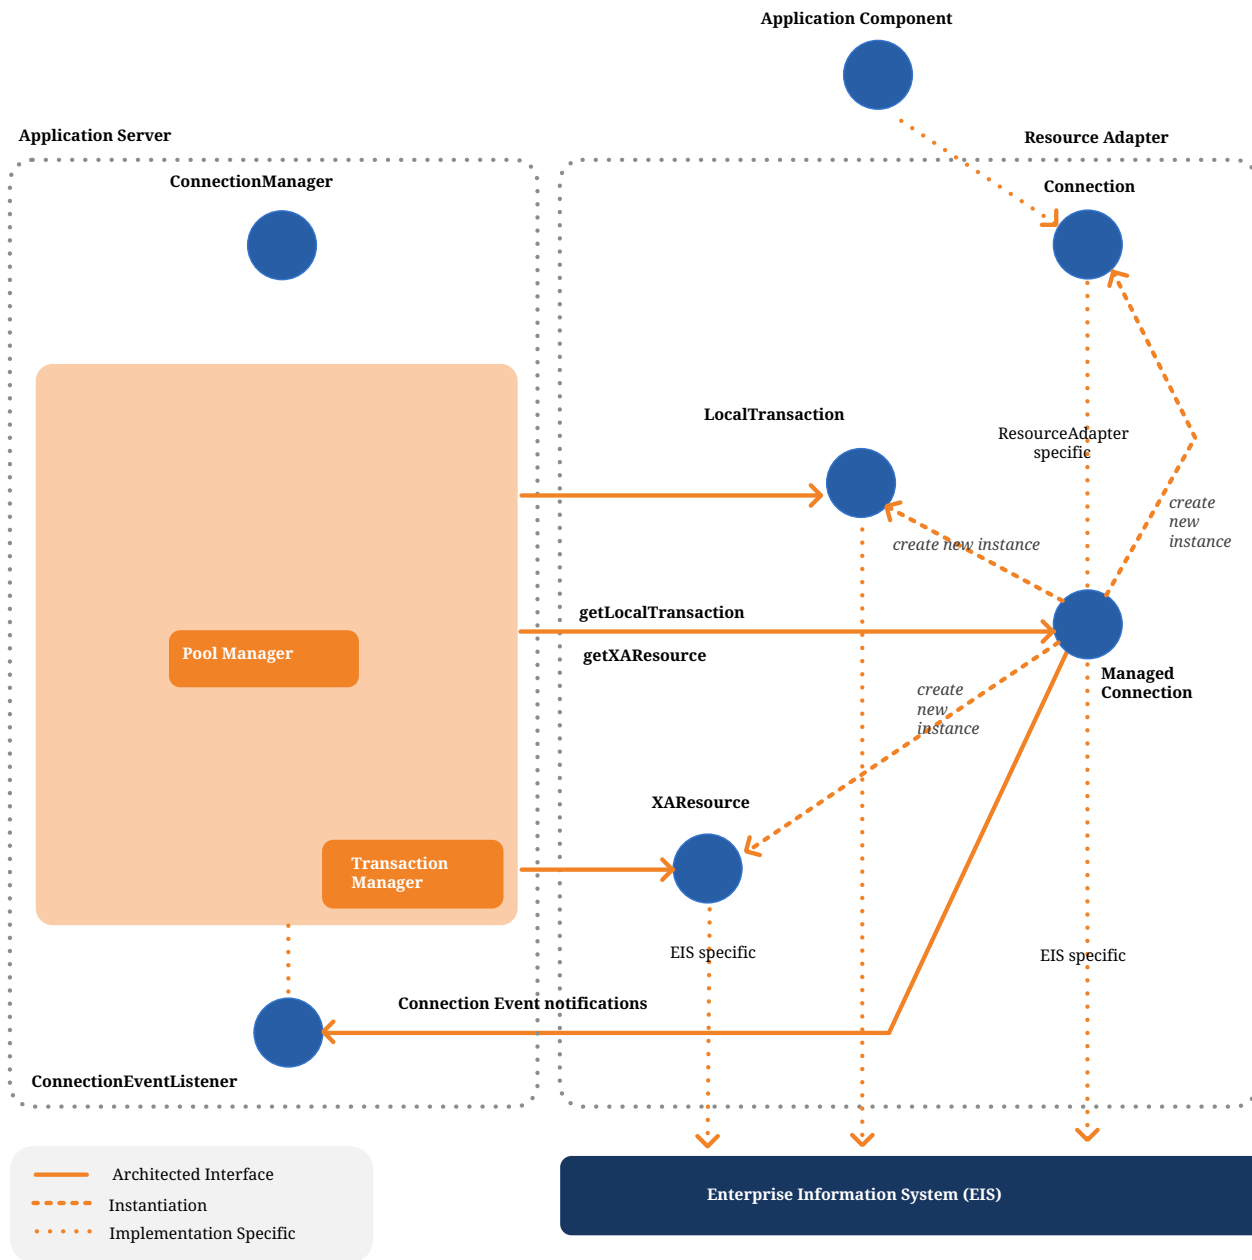 Application Component
Application Server
Resource Adapter
ConnectionManager
Connection
LocalTransaction
ResourceAdapter
specific
create
new
instance
create new instance
getLocalTransaction
Pool Manager
getXAResource
Managed
Connection
create
new
instance
XAResource
Transaction
Manager
EIS specific
EIS specific
Connection Event notifications
ConnectionEventListener
Architected Interface
Instantiation
Implementation Specific
Enterprise Information System (EIS)